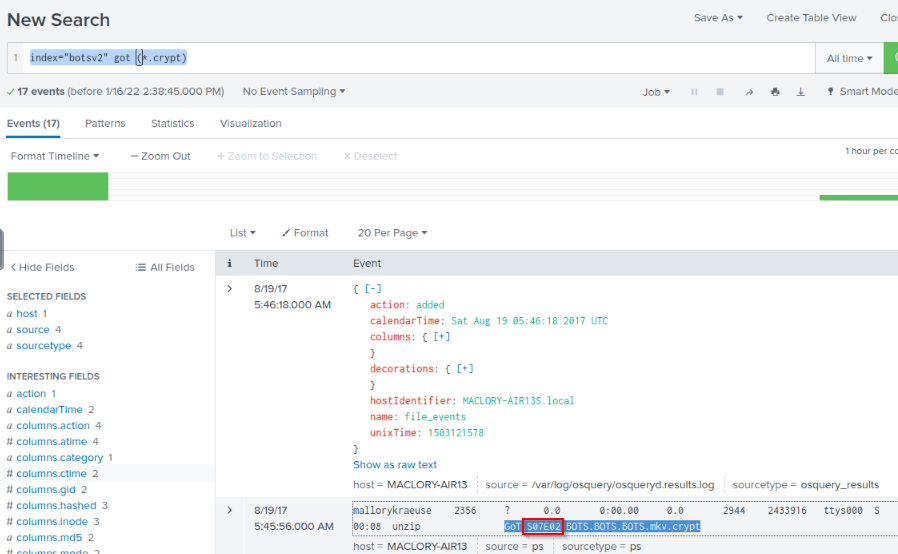 New Search
Save As ▾ Create Table View Clo
1 index="botsv2" got (*.crypt)
All time ▾
✓ 17 events (before 1/16/22 2:38:45.000 PM) No Event Sampling ▾
Job ▾ Smart Mode
Events (17) Patterns Statistics Visualization
Format Timeline ▾ — Zoom Out + Zoom to Selection × Deselect
1 hour per co
List ▾ Format 20 Per Page ▾
< Hide Fields All Fields
i Time Event
SELECTED FIELDS
a host 1
a source 4
a sourcetype 4
INTERESTING FIELDS
a action 1
a calendarTime 2
a columns.action 4
# columns.atime 4
a columns.category 1
# columns.ctime 2
# columns.gid 2
# columns.hashed 3
# columns.inode 3
a columns.md5 2
# columns.mode 2
> 8/19/17
5:46:18.000 AM
{ [-]
action: added
calendarTime: Sat Aug 19 05:46:18 2017 UTC
columns: { [+]
}
decorations: { [+]
}
hostIdentifier: MACLORY-AIR13S.local
name: file_events
unixTime: 1503121578
}
Show as raw text
host = MACLORY-AIR13 source = /var/log/osquery/osqueryd.results.log sourcetype = osquery_results
> 8/19/17
5:45:56.000 AM
mallorykraeuse 2356 ? 0.0 0:00.00 0.0 2944 2433916 ttys000 S
00:08 unzip GoT.S07E02.BOTS.BOTS.BOTS.mkv.crypt
host = MACLORY-AIR13 source = ps sourcetype = ps